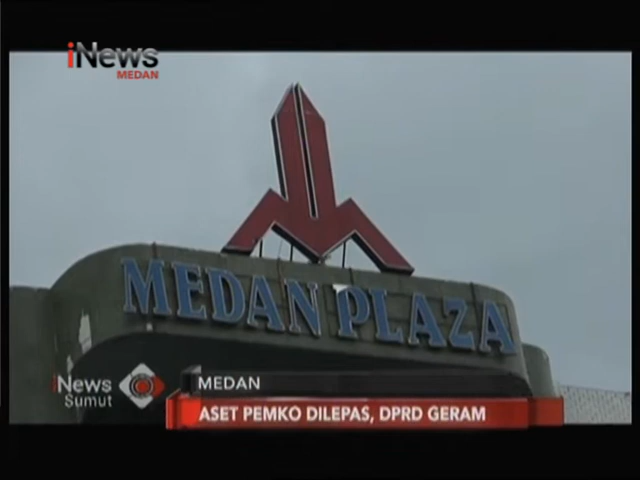 iNews
MEDAN
MEDAN PLAZA
iNews
Sumut
MEDAN
ASET PEMKO DILEPAS, DPRD GERAM